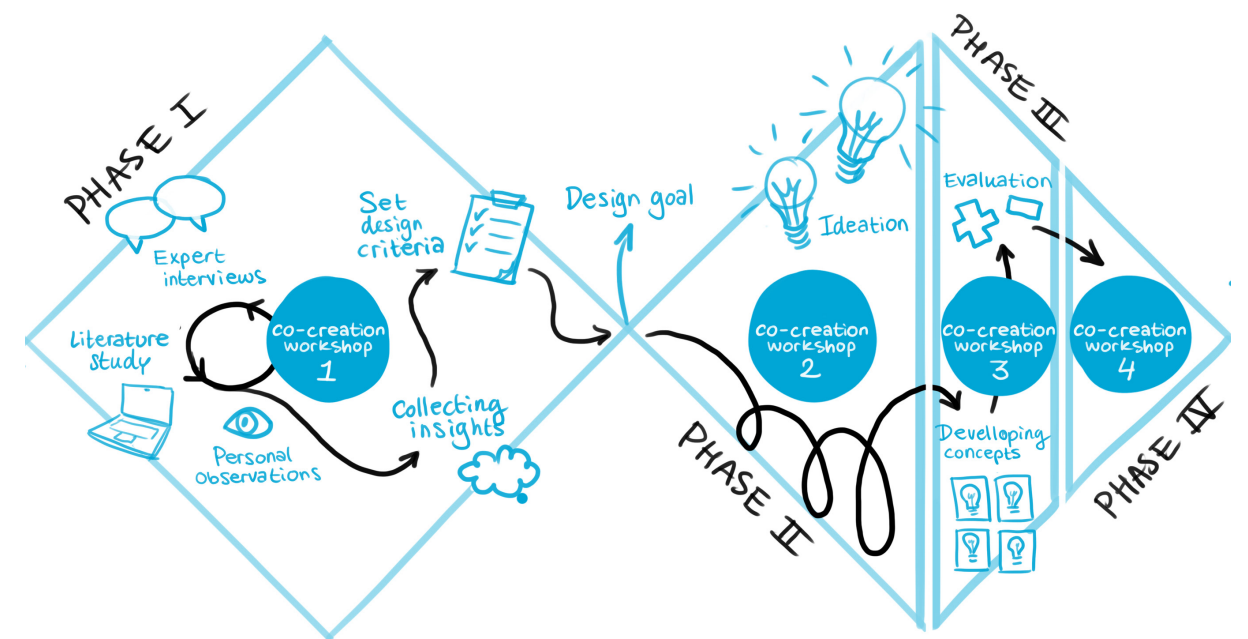 PHASE I
Expert
interviews
Literature
study
Personal
observations
co-creation
workshop
1
Collecting
insights
Set
design
criteria
Design goal
PHASE II
Ideation
co-creation
workshop
2
PHASE III
Evaluation
co-creation
workshop
3
Develloping
concepts
PHASE IV
co-creation
workshop
4